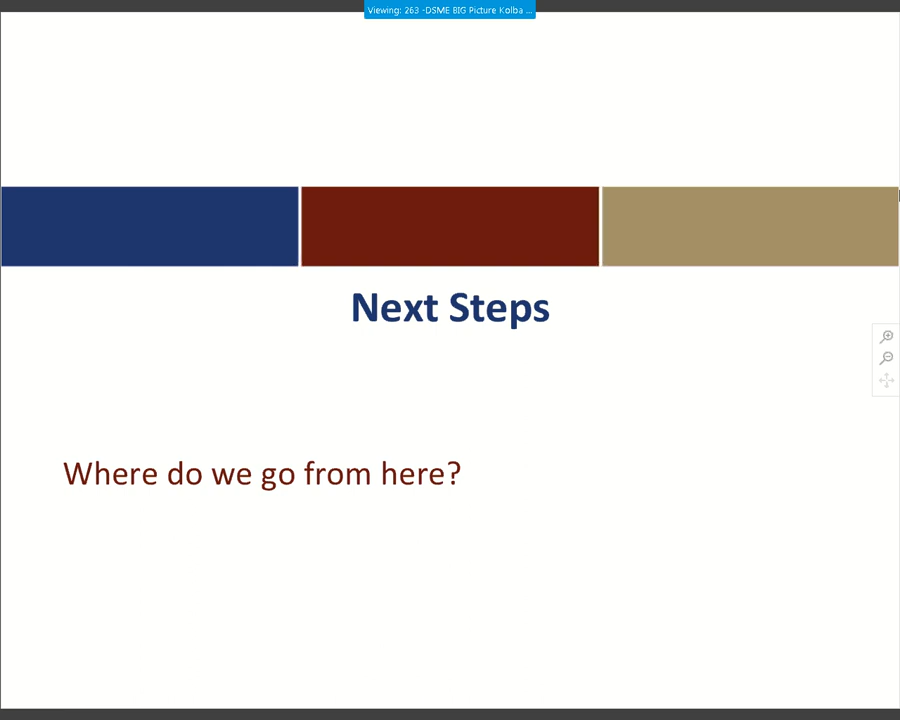 Viewing: 263 -DSME BIG Picture Kolba ...
Next Steps
Where do we go from here?